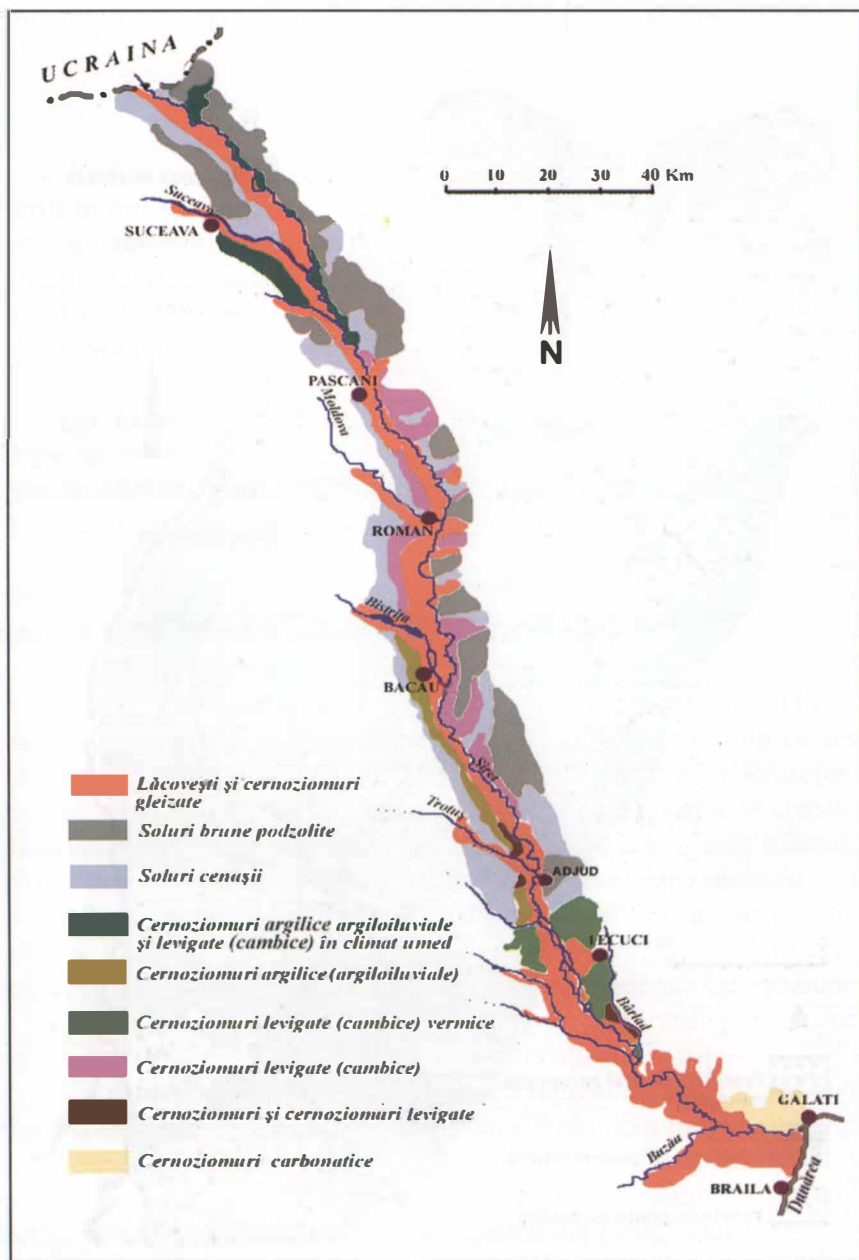 UCRAINA
0 10 20 30 40 Km
N
Suceava
SUCEAVA
PASCANI
Moldova
ROMAN
Bistrița
BACAU
Siret
Trotuș
ADJUD
TECUCI
Bârlad
GALATI
Buzău
BRAILA
Dunărea
Lăcovești și cernoziomuri
gleizate
Soluri brune podzolite
Soluri cenușii
Cernoziomuri argilice argiloiluviale
și levigate (cambice) în climat umed
Cernoziomuri argilice (argiloiluviale)
Cernoziomuri levigate (cambice) vermice
Cernoziomuri levigate (cambice)
Cernoziomuri și cernoziomuri levigate
Cernoziomuri carbonatice